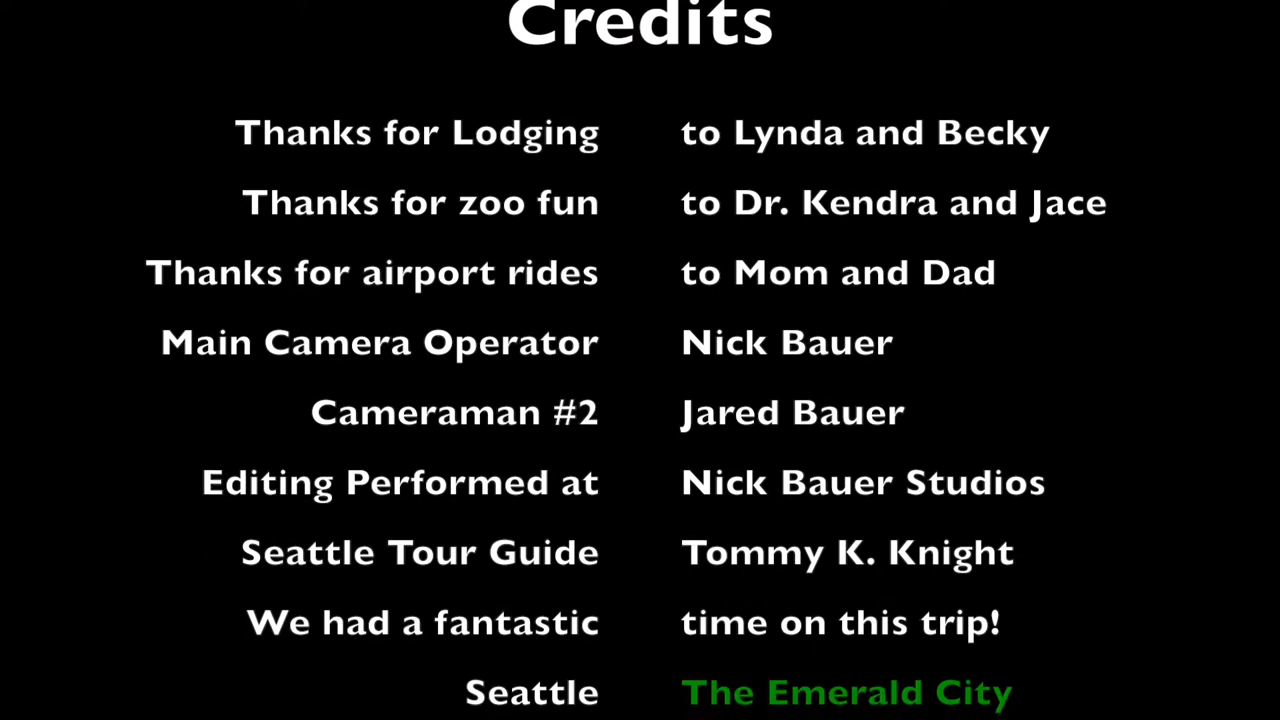 Credits
Thanks for Lodging to Lynda and Becky
Thanks for zoo fun to Dr. Kendra and Jace
Thanks for airport rides to Mom and Dad
Main Camera Operator Nick Bauer
Cameraman #2 Jared Bauer
Editing Performed at Nick Bauer Studios
Seattle Tour Guide Tommy K. Knight
We had a fantastic time on this trip!
Seattle The Emerald City